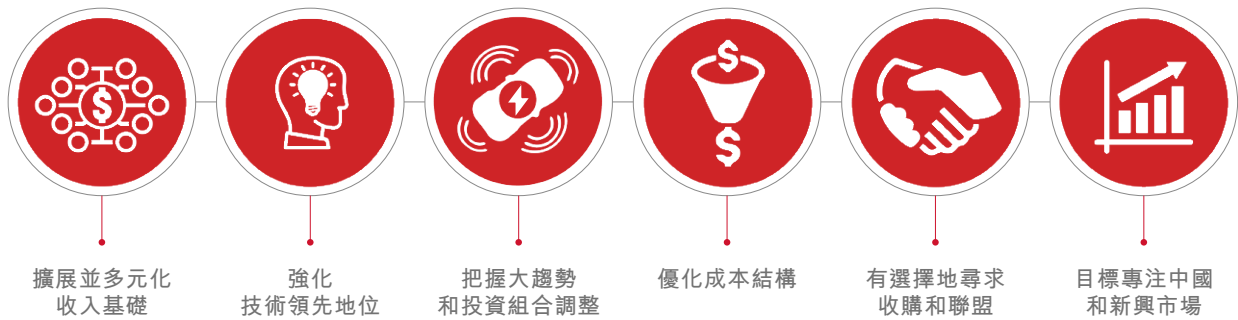 $
$
$
擴展並多元化
收入基礎
強化
技術領先地位
把握大趨勢
和投資組合調整
優化成本結構
有選擇地尋求
收購和聯盟
目標專注中國
和新興市場